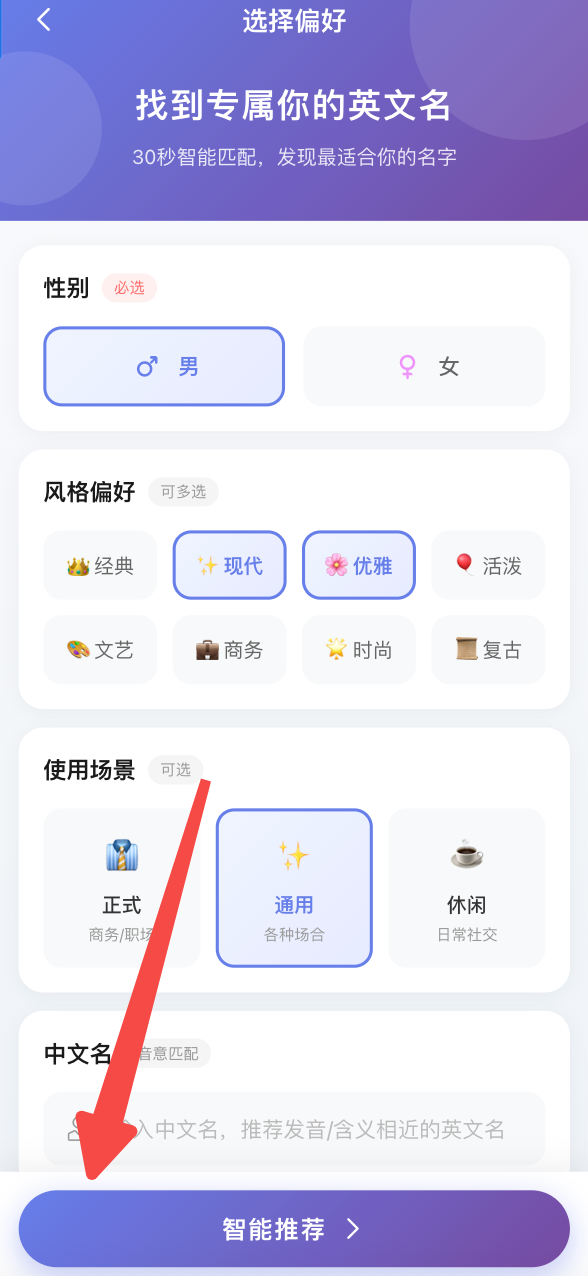 选择偏好
找到专属你的英文名
30秒智能匹配，发现最适合你的名字
性别 必选
男 女
风格偏好 可多选
经典 现代 优雅 活泼
文艺 商务 时尚 复古
使用场景 可选
正式 通用 休闲
商务/职场 各种场合 日常社交
中文名 音意匹配
入中文名，推荐发音/含义相近的英文名
智能推荐